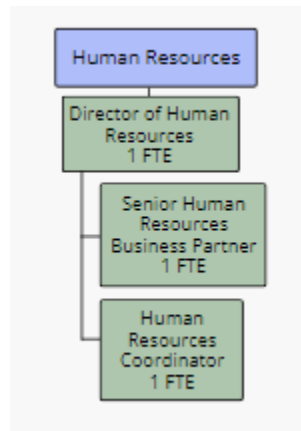 Human Resources
Director of Human
Resources
1 FTE
Senior Human
Resources
Business Partner
1 FTE
Human
Resources
Coordinator
1 FTE